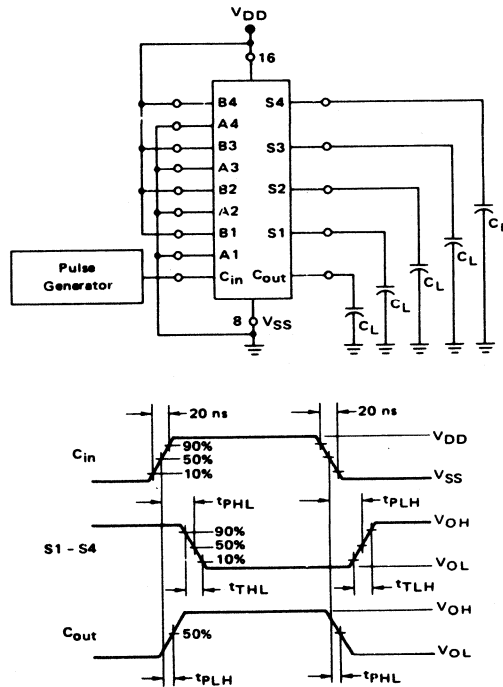 VDD
16
B4 S4
A4
B3 S3
A3
B2 S2
A2
B1 S1
A1
Cin Cout
Pulse
Generator
8 VSS
CL CL CL CL
20 ns 20 ns
Cin
90%
50%
10%
VDD
VSS
tPHL tPLH
S1 – S4
90%
50%
10%
VOH
VOL
tTHL tTLH
Cout
50%
VOH
VOL
tPLH tPHL